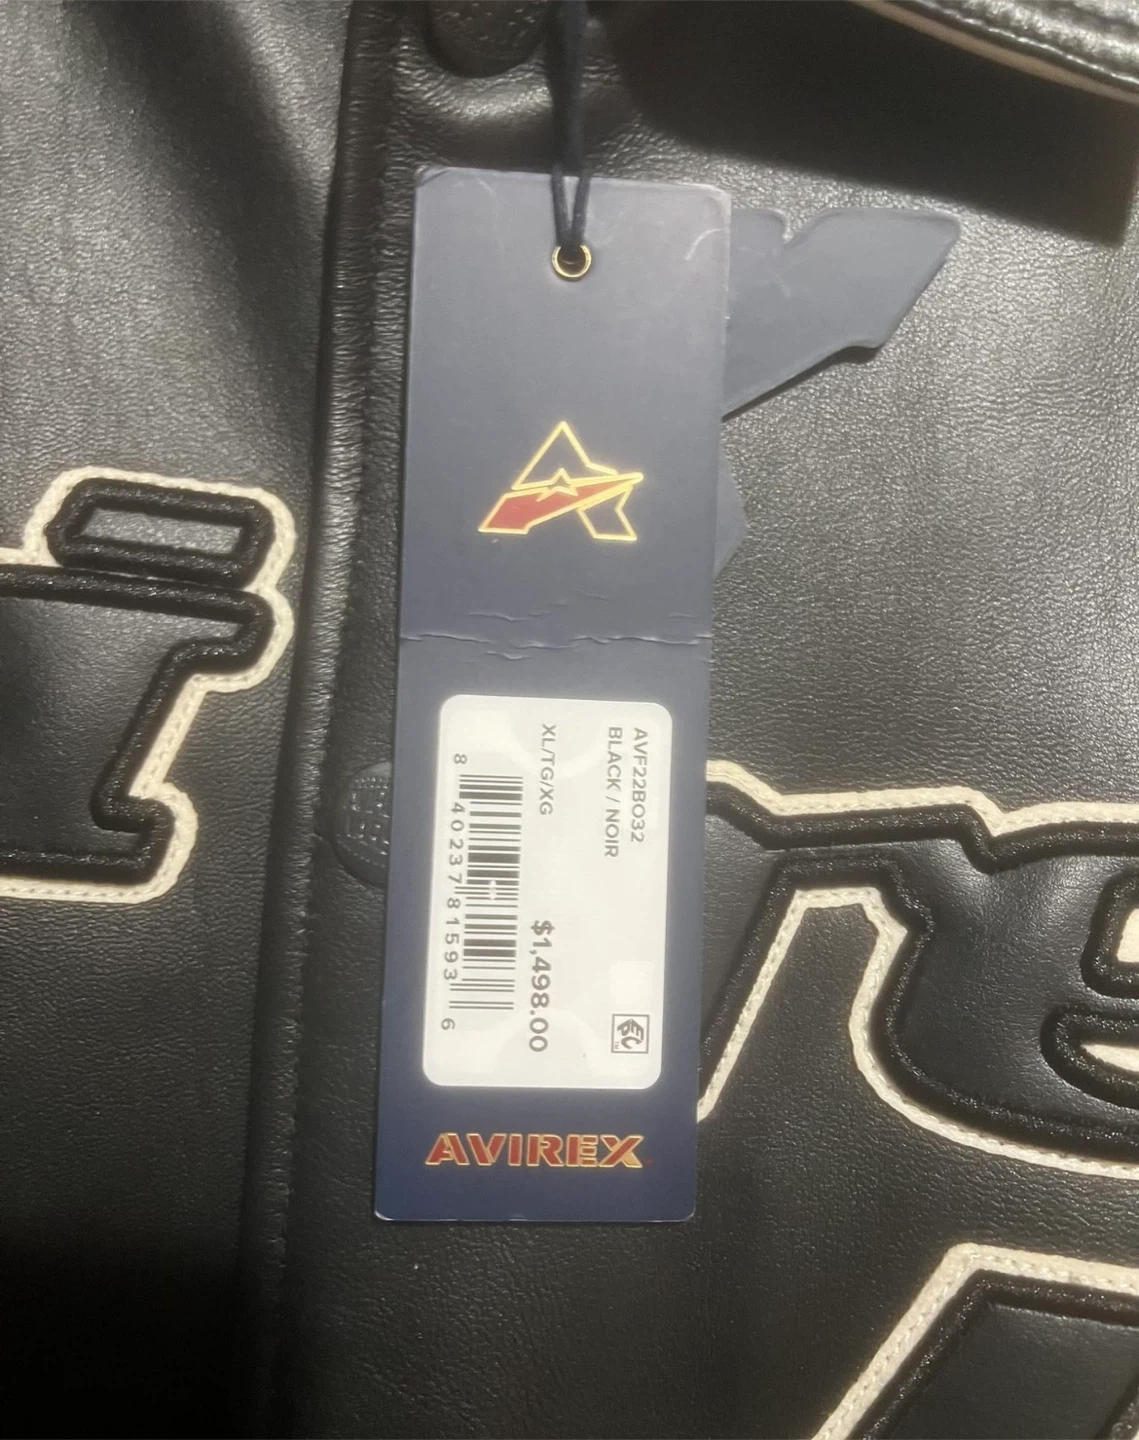 AVF22BO32
BLACK / NOIR
XL/TG/XG
$1,498.00
8 40237 81593 6
AVIREX